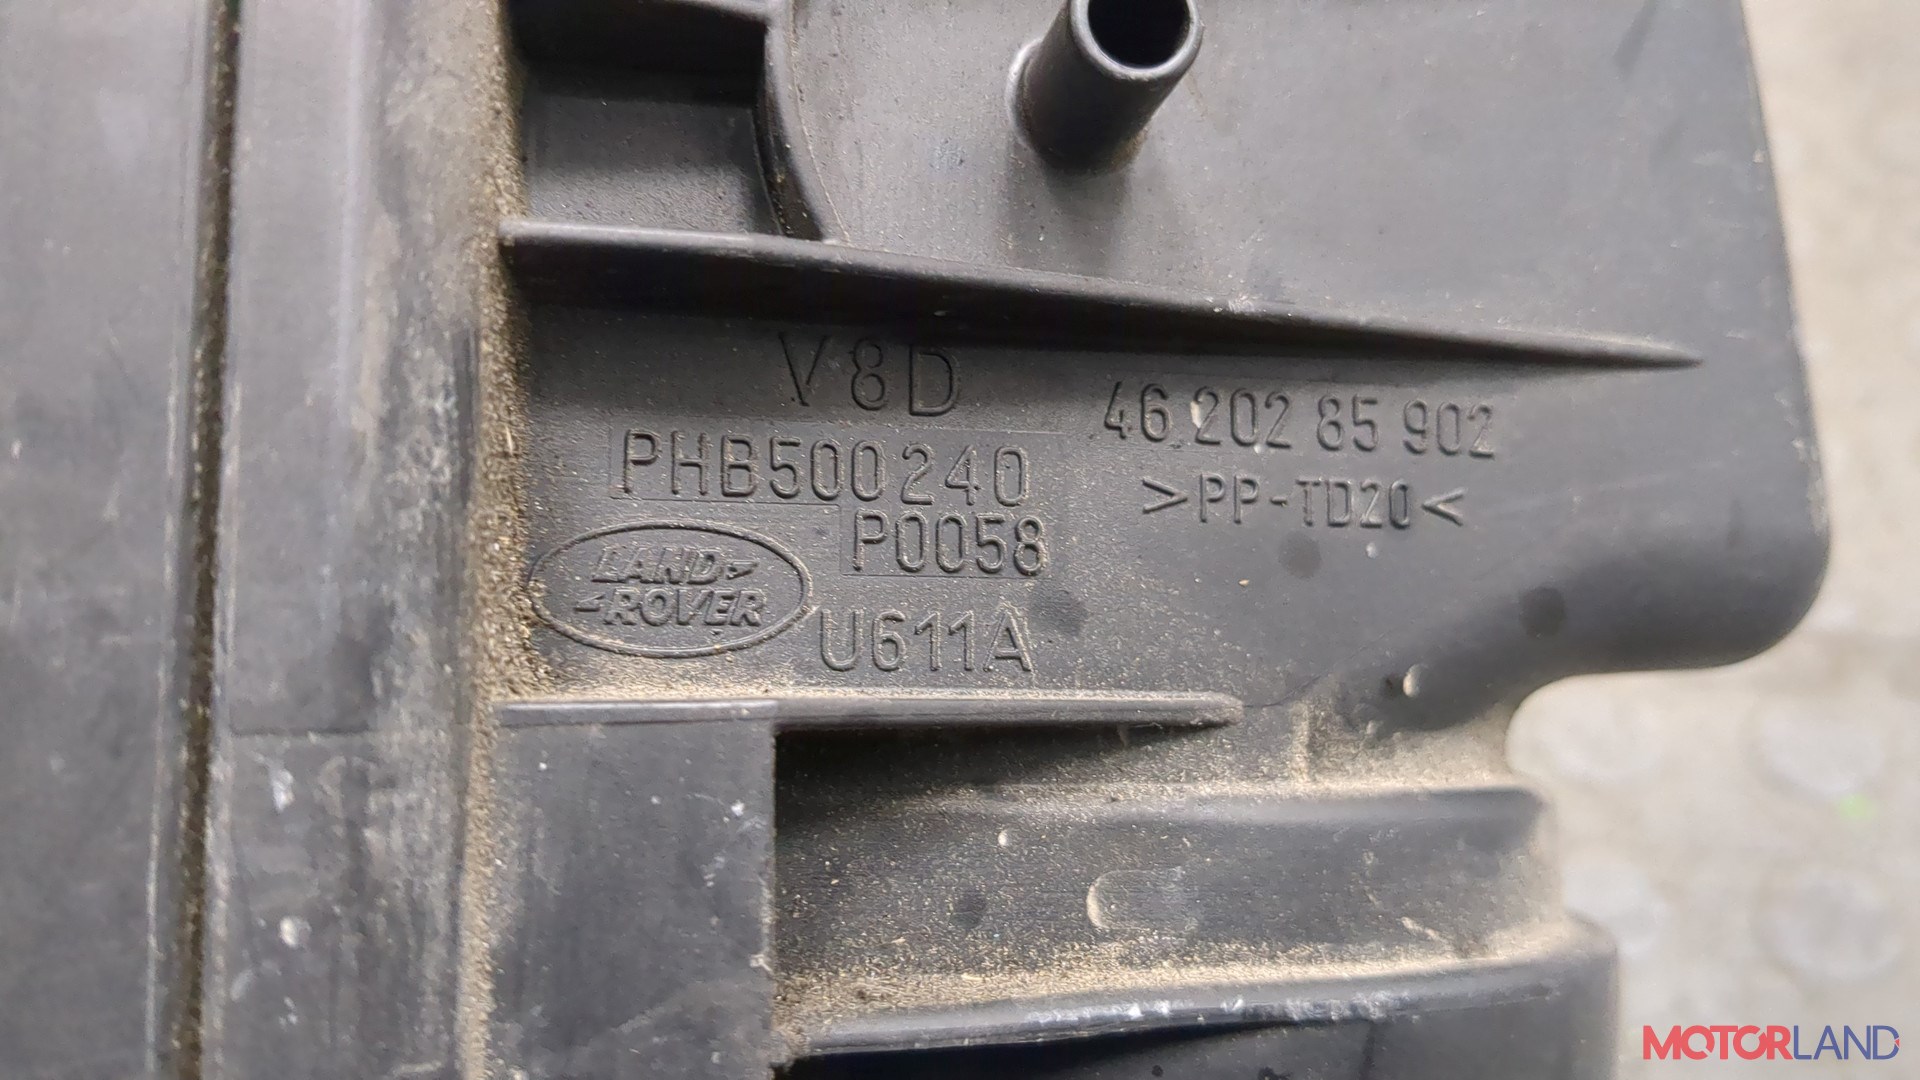 V8D
PHB500240
P0058
LAND
ROVER
U611A
46 202 85 902
>PP-TD20<
MOTORLAND